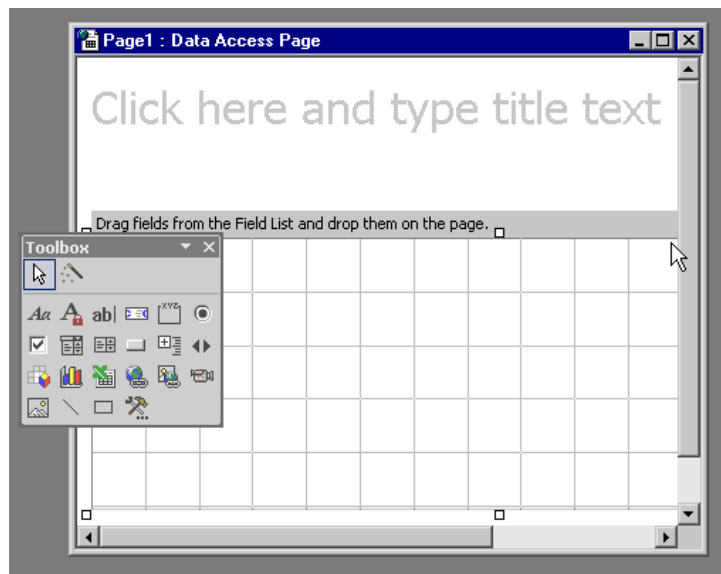 Page1 : Data Access Page
Click here and type title text
Drag fields from the Field List and drop them on the page.
Toolbox
Aa A ab| XYZ